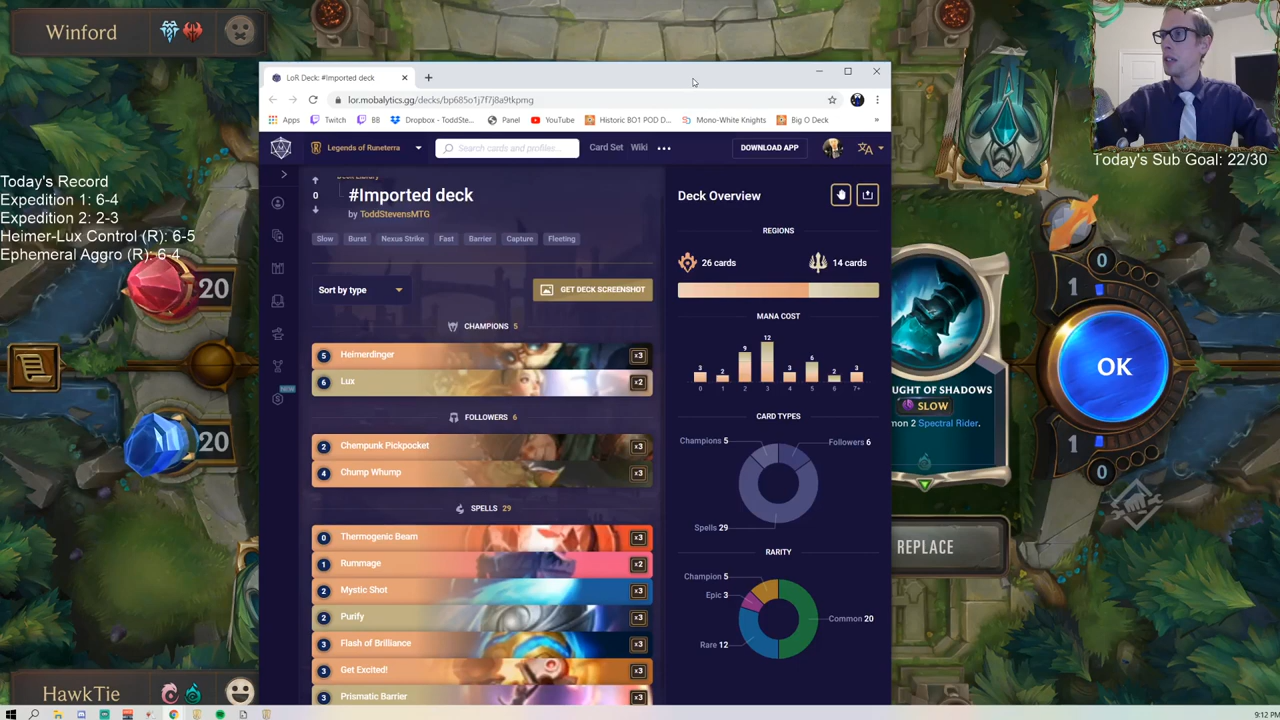 Winford
LoR Deck: #Imported deck
lor.mobalytics.gg/decks/bp685o1j7f7j8a9tkpmg
Apps
Twitch
BB
Dropbox - ToddSte...
Panel
YouTube
Historic BO1 POD D...
Mono-White Knights
Big O Deck
»
Legends of Runeterra
Search cards and profiles...
Card Set
Wiki
DOWNLOAD APP
Today's Sub Goal: 22/30
Today's Record
Expedition 1: 6-4
Expedition 2: 2-3
Heimer-Lux Control (R): 6-5
Ephemeral Aggro (R): 6-4
20
20
NEW
0
#Imported deck
by ToddStevensMTG
Slow
Burst
Nexus Strike
Fast
Barrier
Capture
Fleeting
Sort by type
GET DECK SCREENSHOT
CHAMPIONS 5
5 Heimerdinger x3
6 Lux x2
FOLLOWERS 6
2 Chempunk Pickpocket x3
4 Chump Whump x3
SPELLS 29
0 Thermogenic Beam x3
1 Rummage x2
2 Mystic Shot x3
2 Purify x3
3 Flash of Brilliance x3
3 Get Excited! x3
3 Prismatic Barrier x3
Deck Overview
REGIONS
26 cards
14 cards
MANA COST
3 2 9 12 3 6 2 3
0 1 2 3 4 5 6 7+
CARD TYPES
Champions 5
Followers 6
Spells 29
RARITY
Champion 5
Epic 3
Common 20
Rare 12
UGHT OF SHADOWS
SLOW
mon 2 Spectral Rider.
REPLACE
0
1
OK
1
0
HawkTie
9:12 PM